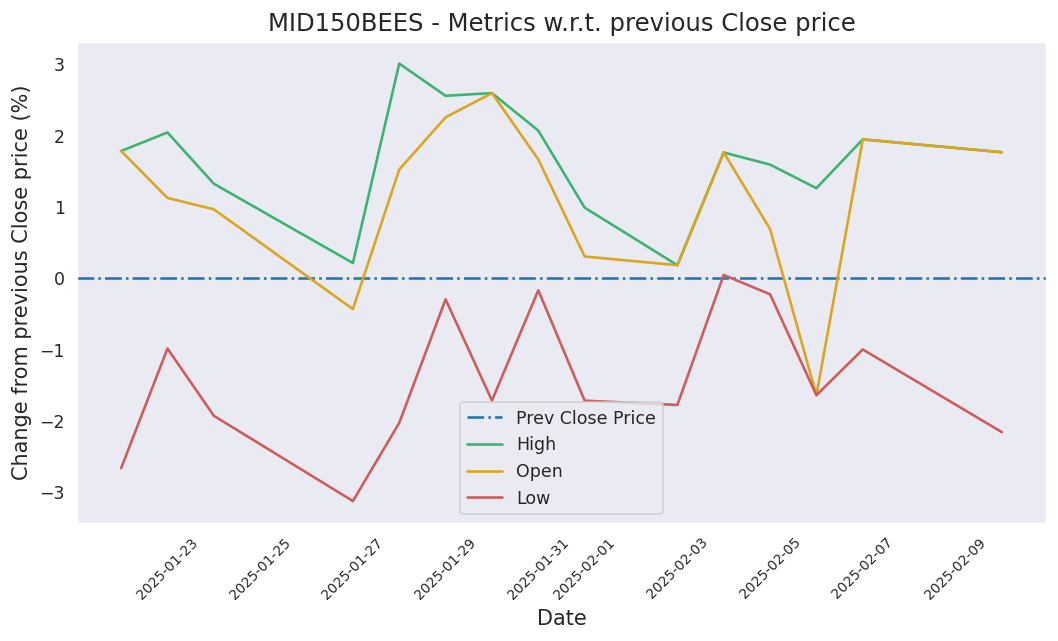 MID150BEES - Metrics w.r.t. previous Close price
Change from previous Close price (%)
3
2
1
0
−1
−2
−3
Prev Close Price
High
Open
Low
2025-01-23
2025-01-25
2025-01-27
2025-01-29
2025-01-31
2025-02-01
2025-02-03
2025-02-05
2025-02-07
2025-02-09
Date